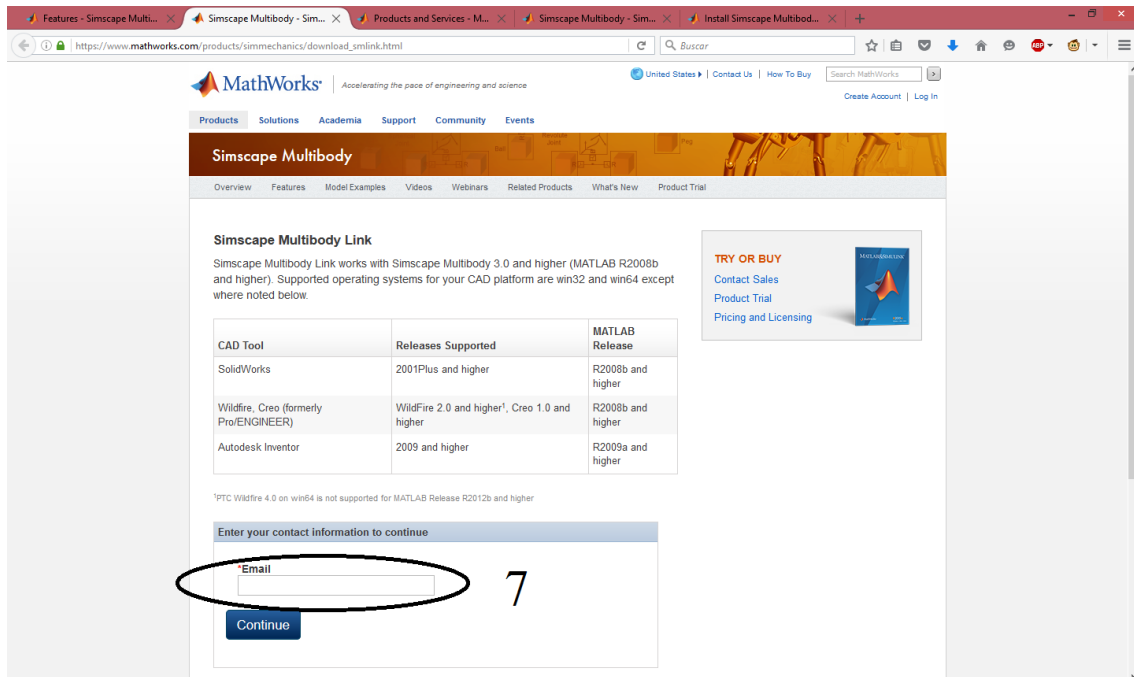 Features - Simscape Multi...
Simscape Multibody - Sim...
Products and Services - M...
Simscape Multibody - Sim...
Install Simscape Multibod...
https://www.mathworks.com/products/simmechanics/download_smlink.html
Buscar
ABP
MathWorks®
Accelerating the pace of engineering and science
United States | Contact Us | How To Buy
Search MathWorks
Create Account | Log In
Products Solutions Academia Support Community Events
Simscape Multibody
Overview Features Model Examples Videos Webinars Related Products What's New Product Trial
Simscape Multibody Link
Simscape Multibody Link works with Simscape Multibody 3.0 and higher (MATLAB R2008b
and higher). Supported operating systems for your CAD platform are win32 and win64 except
where noted below.
TRY OR BUY
Contact Sales
Product Trial
Pricing and Licensing
MATLAB&SIMULINK
CAD Tool Releases Supported MATLAB Release
SolidWorks 2001Plus and higher R2008b and higher
Wildfire, Creo (formerly Pro/ENGINEER) WildFire 2.0 and higher¹, Creo 1.0 and higher R2008b and higher
Autodesk Inventor 2009 and higher R2009a and higher
¹PTC Wildfire 4.0 on win64 is not supported for MATLAB Release R2012b and higher
Enter your contact information to continue
*Email
7
Continue